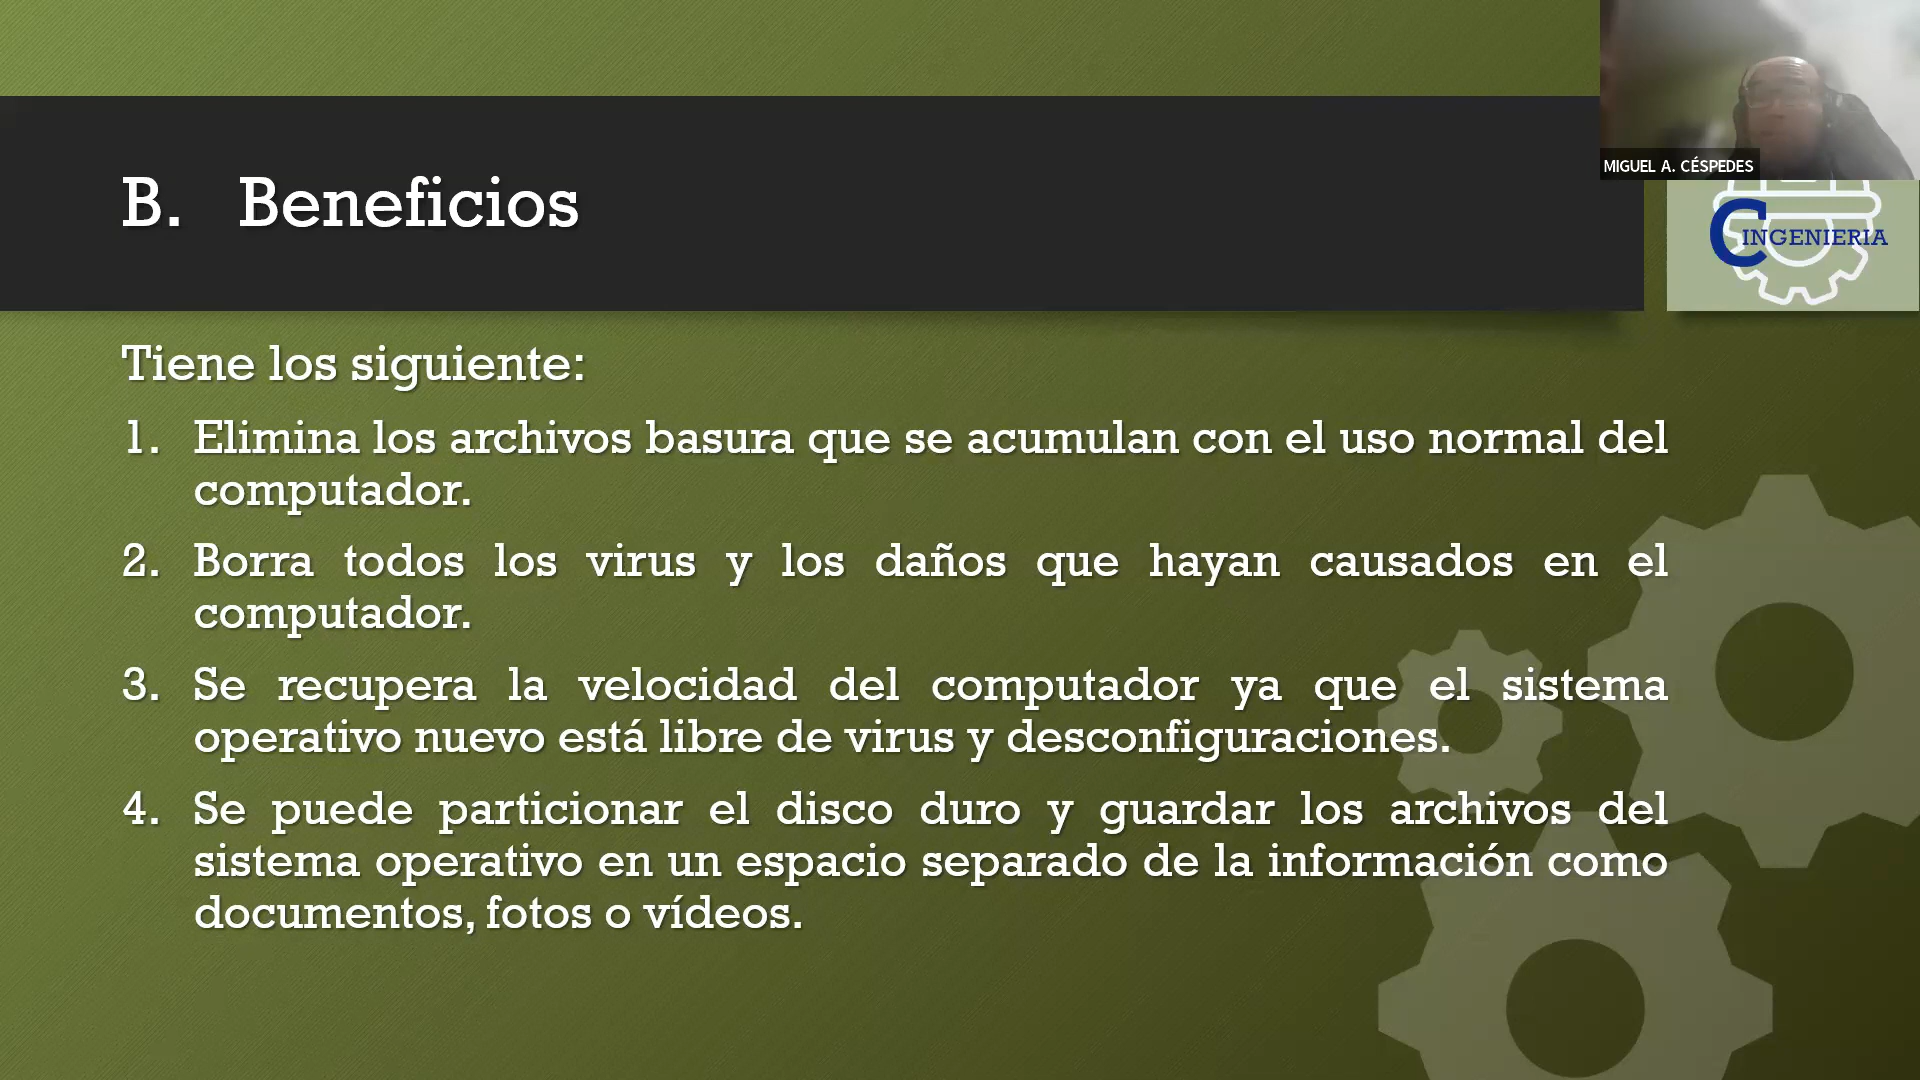 MIGUEL A. CÉSPEDES
B. Beneficios
C INGENIERIA
Tiene los siguiente:
1. Elimina los archivos basura que se acumulan con el uso normal del
computador.
2. Borra todos los virus y los daños que hayan causados en el
computador.
3. Se recupera la velocidad del computador ya que el sistema
operativo nuevo está libre de virus y desconfiguraciones.
4. Se puede particionar el disco duro y guardar los archivos del
sistema operativo en un espacio separado de la información como
documentos, fotos o vídeos.